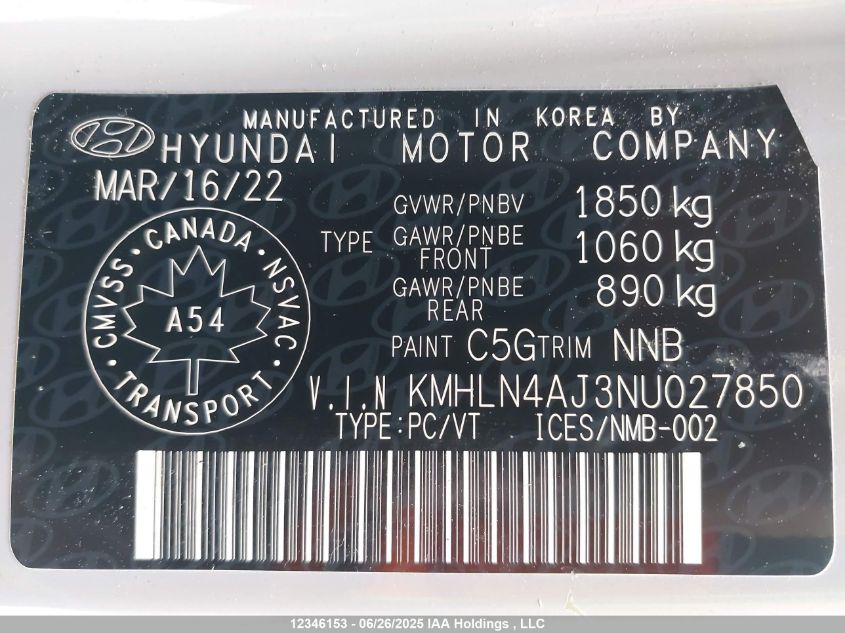 MANUFACTURED IN KOREA BY
HYUNDAI MOTOR COMPANY
MAR/16/22
GVWR/PNBV 1850 kg
TYPE GAWR/PNBE FRONT 1060 kg
GAWR/PNBE REAR 890 kg
CANADA
CMVSS NSVAC
A54
TRANSPORT
PAINT C5G TRIM NNB
V.I.N KMHLN4AJ3NU027850
TYPE:PC/VT ICES/NMB-002
12346153 - 06/26/2025 IAA Holdings , LLC